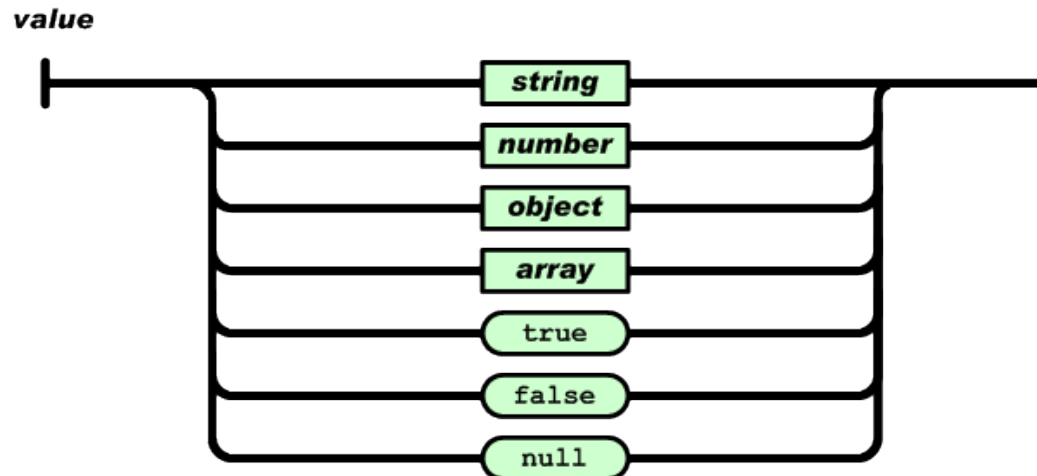 value
string
number
object
array
true
false
null